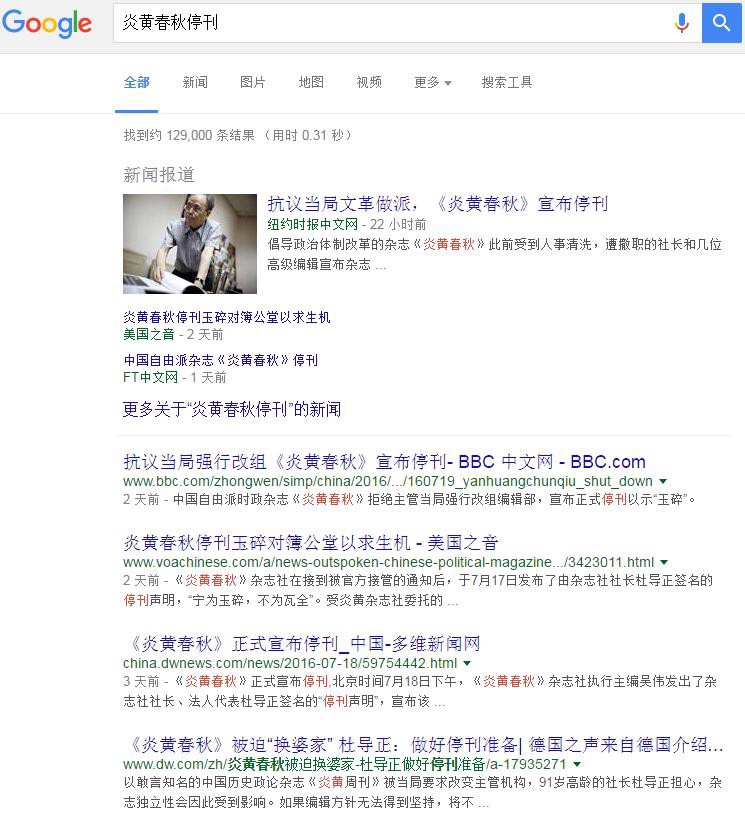 Google
炎黄春秋停刊
全部 新闻 图片 地图 视频 更多 搜索工具
找到约 129,000 条结果 （用时 0.31 秒）
新闻报道
抗议当局文革做派，《炎黄春秋》宣布停刊
纽约时报中文网 - 22 小时前
倡导政治体制改革的杂志《炎黄春秋》此前受到人事清洗，遭撤职的社长和几位
高级编辑宣布杂志 ...
炎黄春秋停刊玉碎对簿公堂以求生机
美国之音 - 2 天前
中国自由派杂志《炎黄春秋》停刊
FT中文网 - 1 天前
更多关于“炎黄春秋停刊”的新闻
抗议当局强行改组《炎黄春秋》宣布停刊- BBC 中文网 - BBC.com
www.bbc.com/zhongwen/simp/china/2016/.../160719_yanhuangchunqiu_shut_down
2 天前 - 中国自由派时政杂志《炎黄春秋》拒绝主管当局强行改组编辑部，宣布正式停刊以示“玉碎”。
炎黄春秋停刊玉碎对簿公堂以求生机 - 美国之音
www.voachinese.com/a/news-outspoken-chinese-political-magazine.../3423011.html
2 天前 - 《炎黄春秋》杂志社在接到被官方接管的通知后，于7月17日发布了由杂志社社长杜导正签名的
停刊声明，“宁为玉碎，不为瓦全”。受炎黄杂志社委托的 ...
《炎黄春秋》正式宣布停刊_中国-多维新闻网
china.dwnews.com/news/2016-07-18/59754442.html
3 天前 - 《炎黄春秋》正式宣布停刊,北京时间7月18日下午，《炎黄春秋》杂志社执行主编吴伟发出了杂
志社社长、法人代表杜导正签名的“停刊声明”，宣布该 ...
《炎黄春秋》被迫“换婆家” 杜导正：做好停刊准备| 德国之声来自德国介绍...
www.dw.com/zh/炎黄春秋被迫换婆家-杜导正做好停刊准备/a-17935271
以敢言知名的中国历史政论杂志《炎黄周刊》被当局要求改变主管机构，91岁高龄的社长杜导正担心，杂
志独立性会因此受到影响。如果编辑方针无法得到坚持，将不 ...